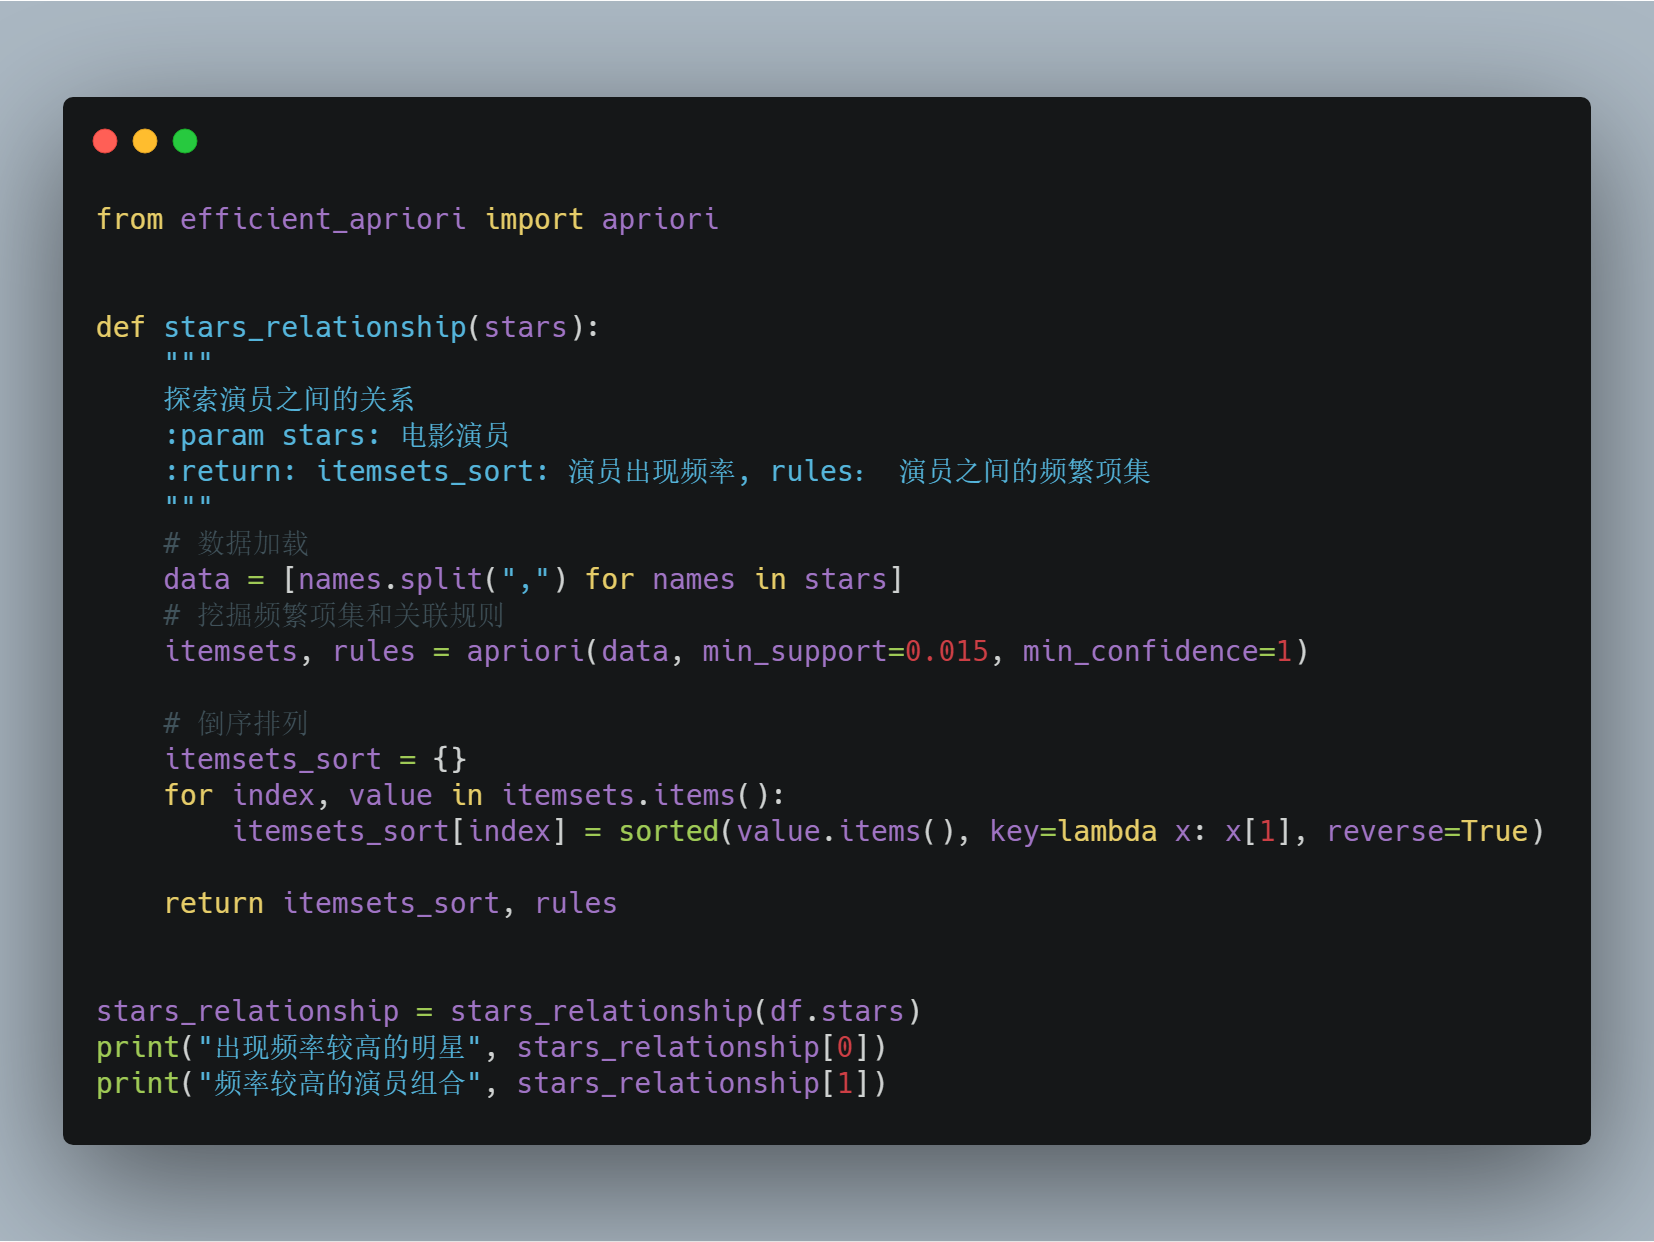 from efficient_apriori import apriori
def stars_relationship(stars):
    """
    探索演员之间的关系
    :param stars: 电影演员
    :return: itemsets_sort: 演员出现频率, rules： 演员之间的频繁项集
    """
    # 数据加载
    data = [names.split(",") for names in stars]
    # 挖掘频繁项集和关联规则
    itemsets, rules = apriori(data, min_support=0.015, min_confidence=1)
    # 倒序排列
    itemsets_sort = {}
    for index, value in itemsets.items():
        itemsets_sort[index] = sorted(value.items(), key=lambda x: x[1], reverse=True)
    return itemsets_sort, rules
stars_relationship = stars_relationship(df.stars)
print("出现频率较高的明星", stars_relationship[0])
print("频率较高的演员组合", stars_relationship[1])